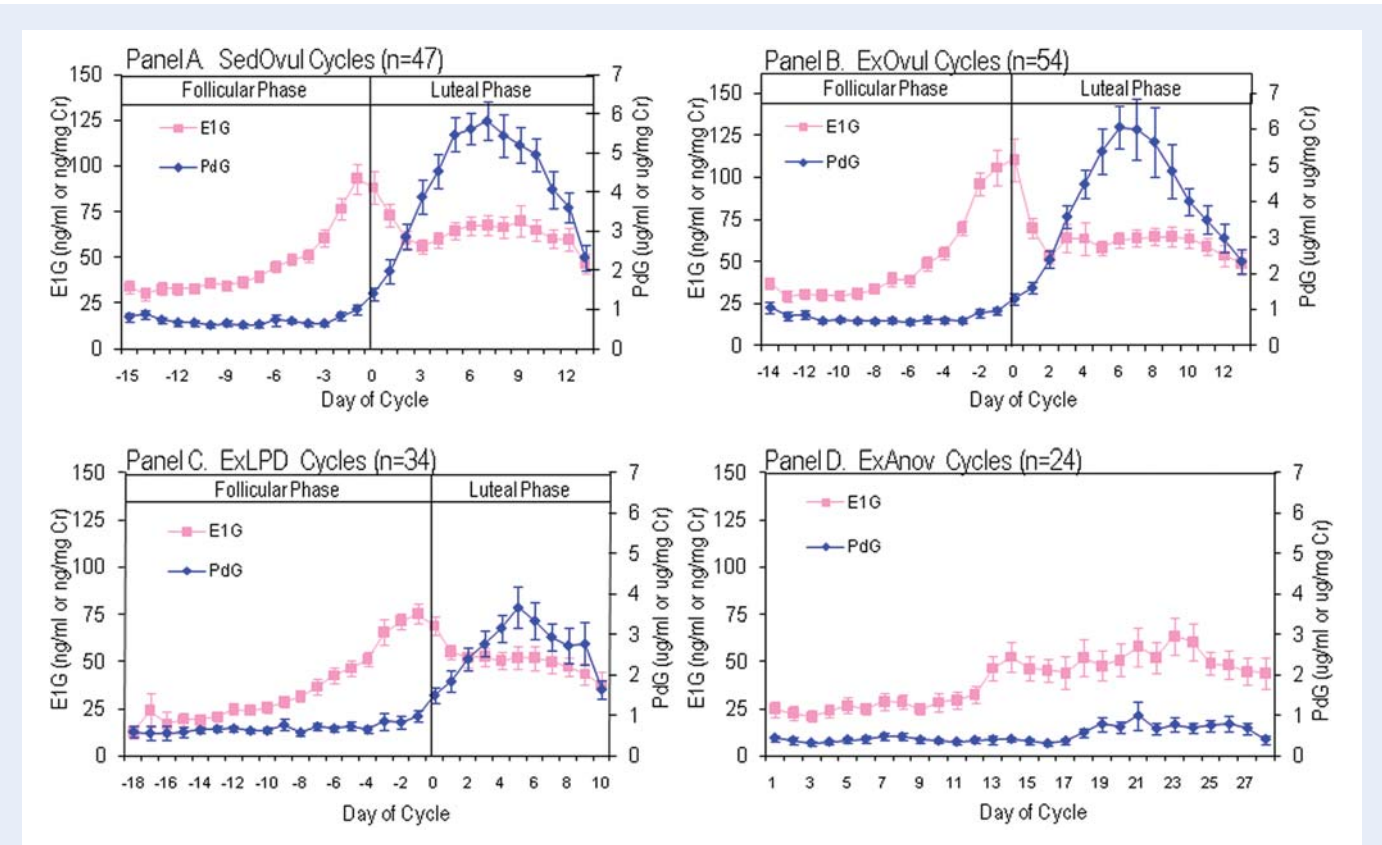 Panel A. SedOvul Cycles (n=47)
Follicular Phase Luteal Phase
E1G
PdG
150
125
100
75
50
25
0
E1G (ng/ml or ng/mg Cr)
7
6
5
4
3
2
1
0
PdG (ug/ml or ug/mg Cr)
-15 -12 -9 -6 -3 0 3 6 9 12
Day of Cycle
Panel B. ExOvul Cycles (n=54)
Follicular Phase Luteal Phase
E1G
PdG
150
125
100
75
50
25
0
E1G (ng/ml or ng/mg Cr)
7
6
5
4
3
2
1
0
PdG (ug/ml or ug/mg Cr)
-14 -12 -10 -8 -6 -4 -2 0 2 4 6 8 10 12
Day of Cycle
Panel C. ExLPD Cycles (n=34)
Follicular Phase Luteal Phase
E1G
PdG
150
125
100
75
50
25
0
E1G (ng/ml or ng/mg Cr)
7
6
5
4
3
2
1
0
PdG (ug/ml or ug/mg Cr)
-18 -16 -14 -12 -10 -8 -6 -4 -2 0 2 4 6 8 10
Day of Cycle
Panel D. ExAnov Cycles (n=24)
E1G
PdG
150
125
100
75
50
25
0
E1G (ng/ml or ng/mg Cr)
7
6
5
4
3
2
1
0
PdG (ug/ml or ug/mg Cr)
1 3 5 7 9 11 13 15 17 19 21 23 25 27
Day of Cycle